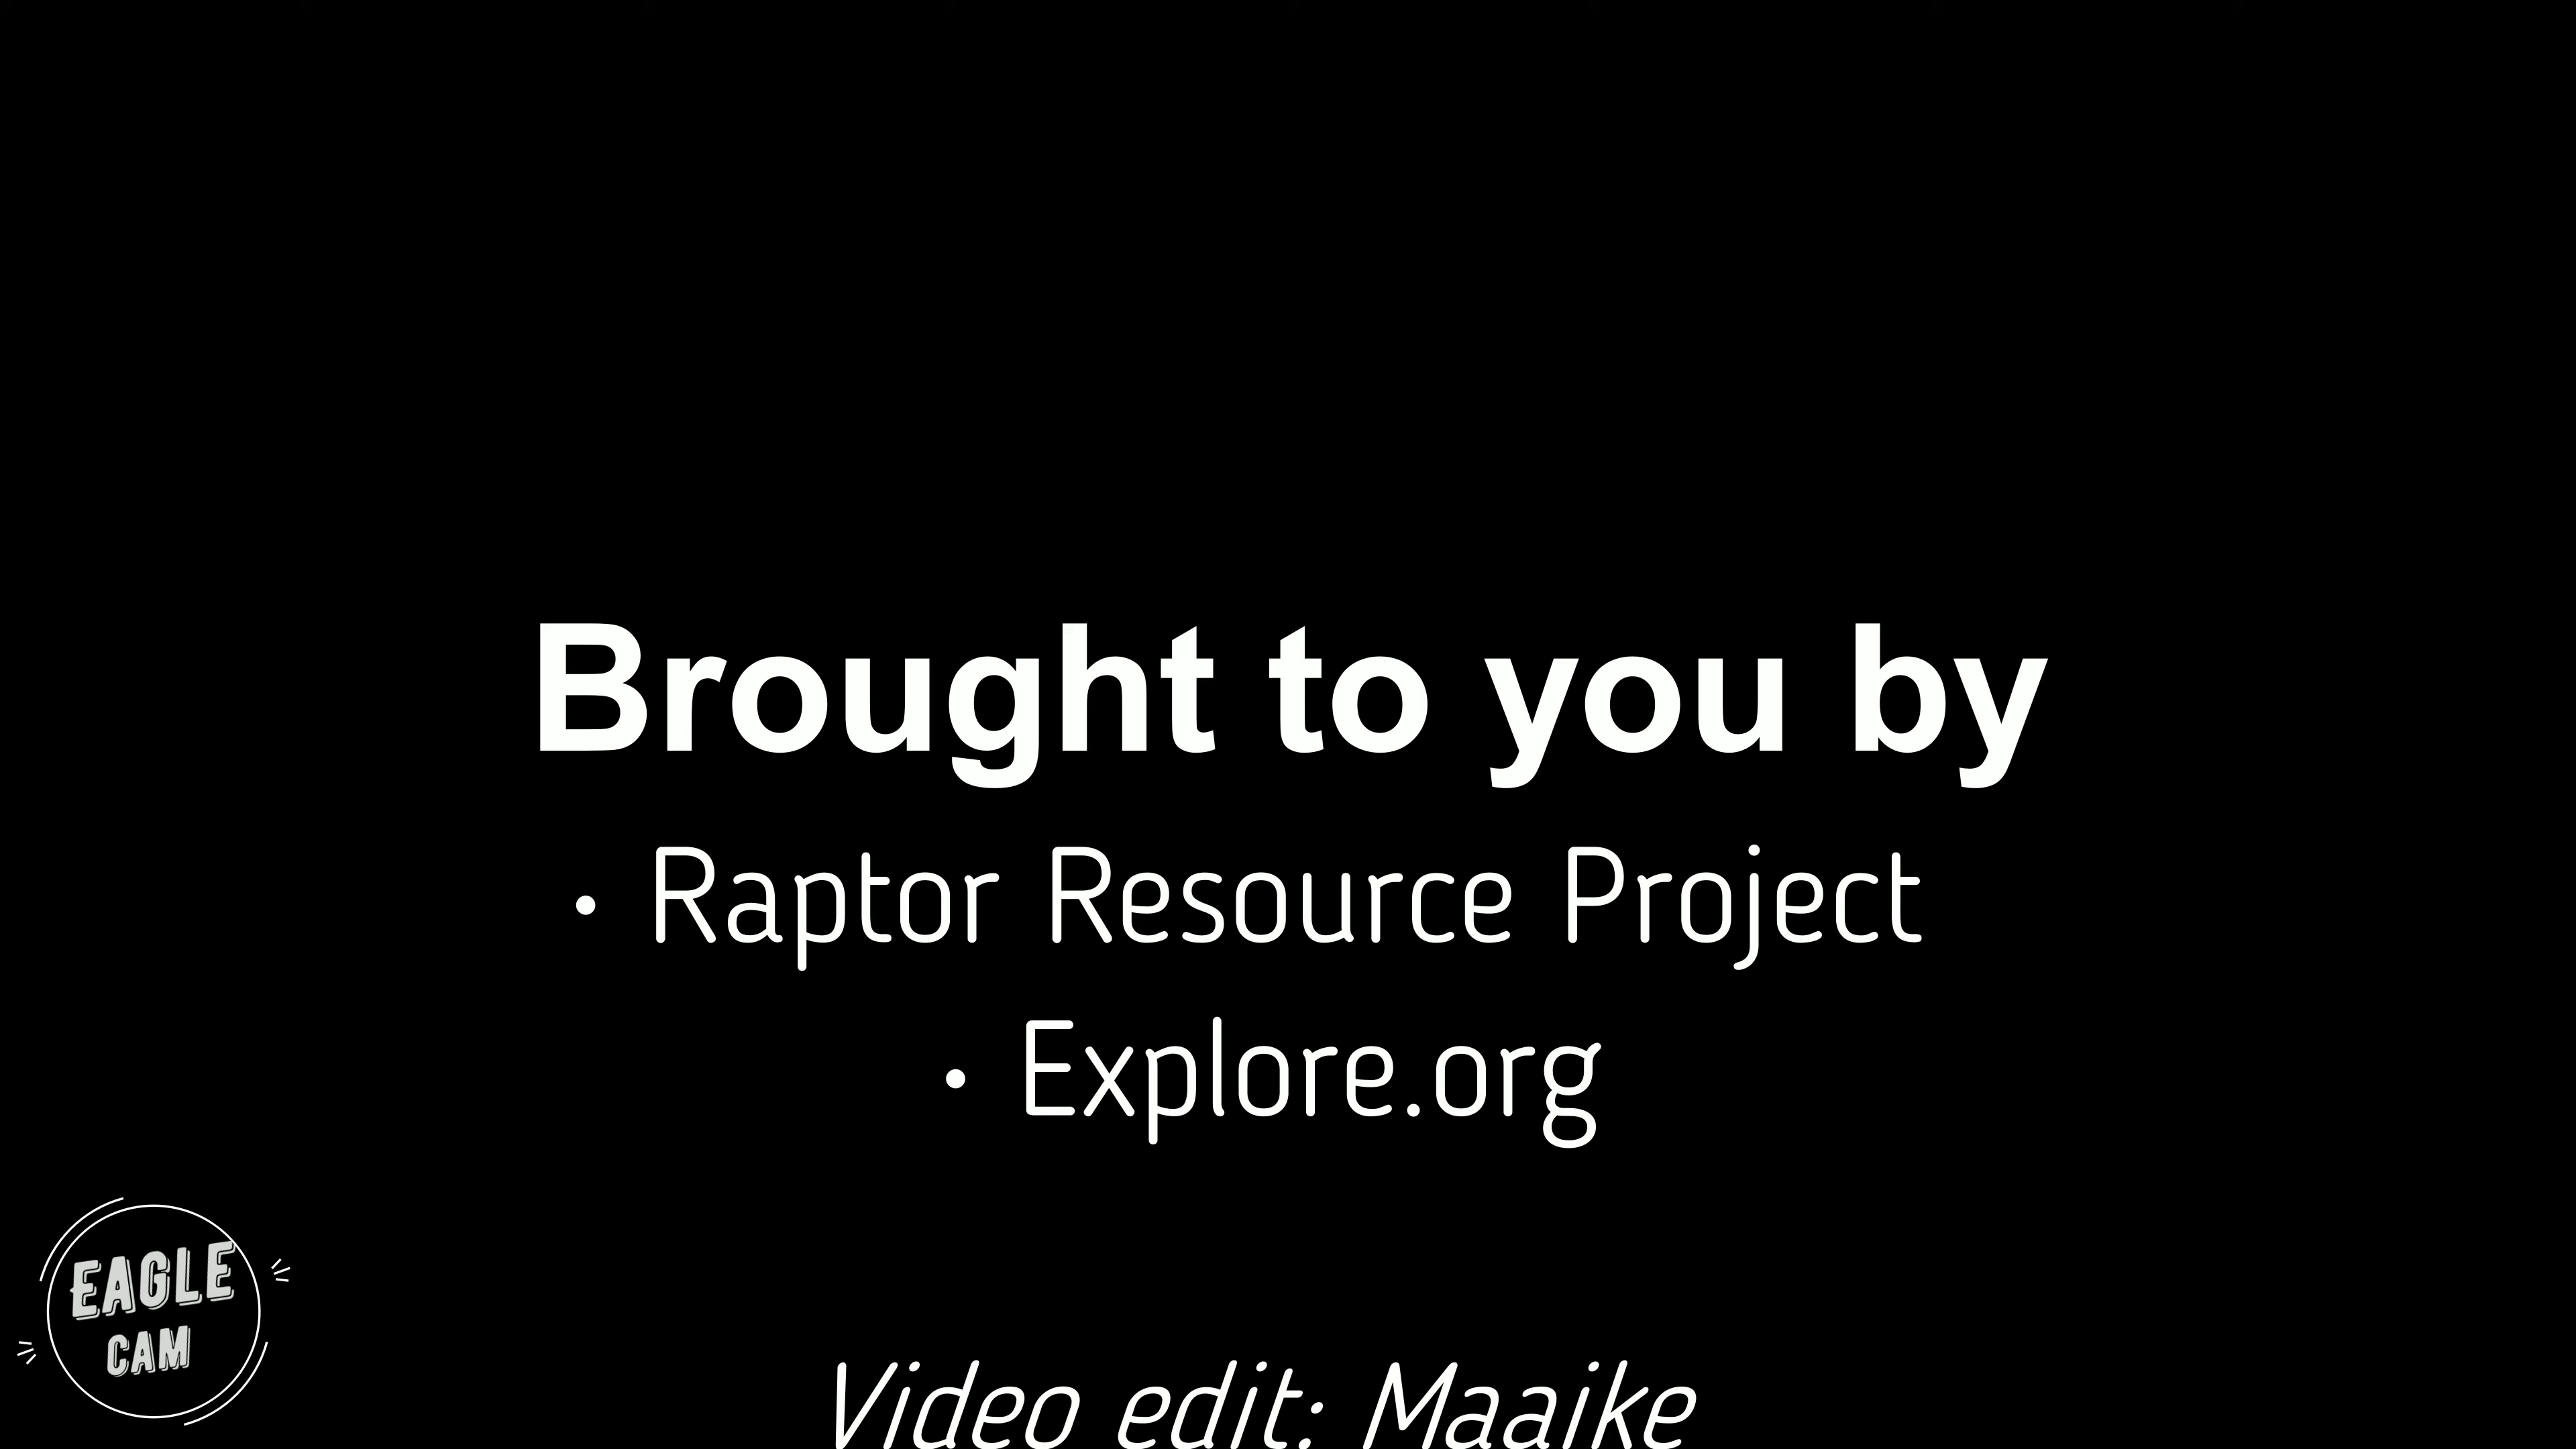 Brought to you by
• Raptor Resource Project
• Explore.org
EAGLE
CAM
Video edit: Maaike